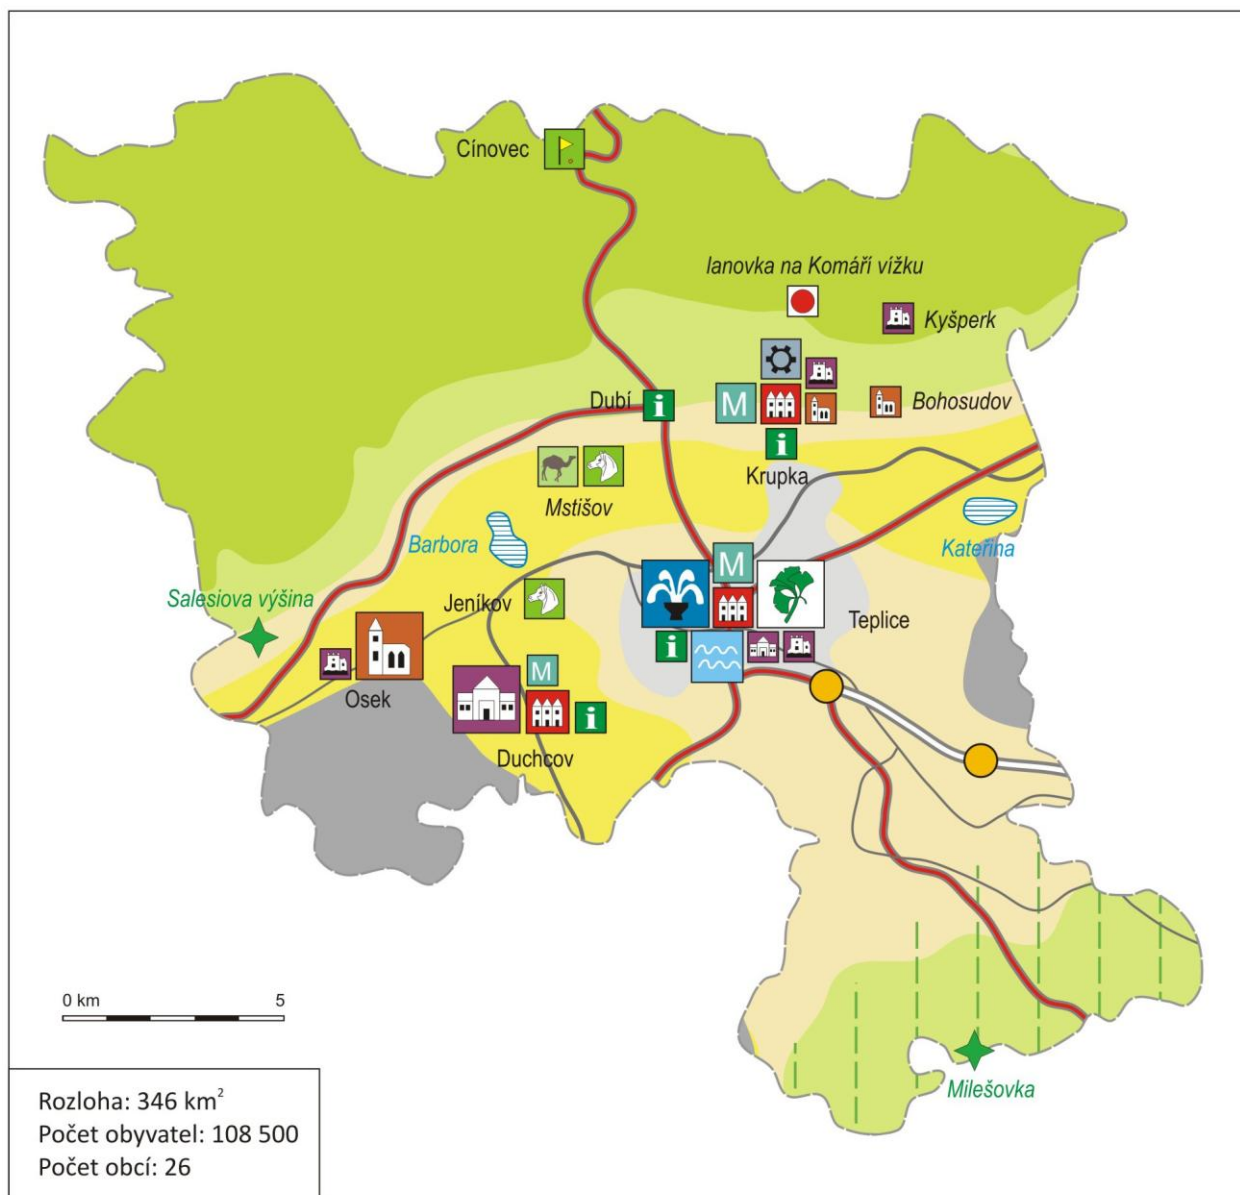 Cínovec
lanovka na Komáří vížku
Kyšperk
Dubí
i
M
Bohosudov
i
Krupka
Mstišov
Barbora
Kateřina
M
Salesiova výšina
Jeníkov
Teplice
i
M
Osek
i
Duchcov
0 km 5
Milešovka
Rozloha: 346 km²
Počet obyvatel: 108 500
Počet obcí: 26